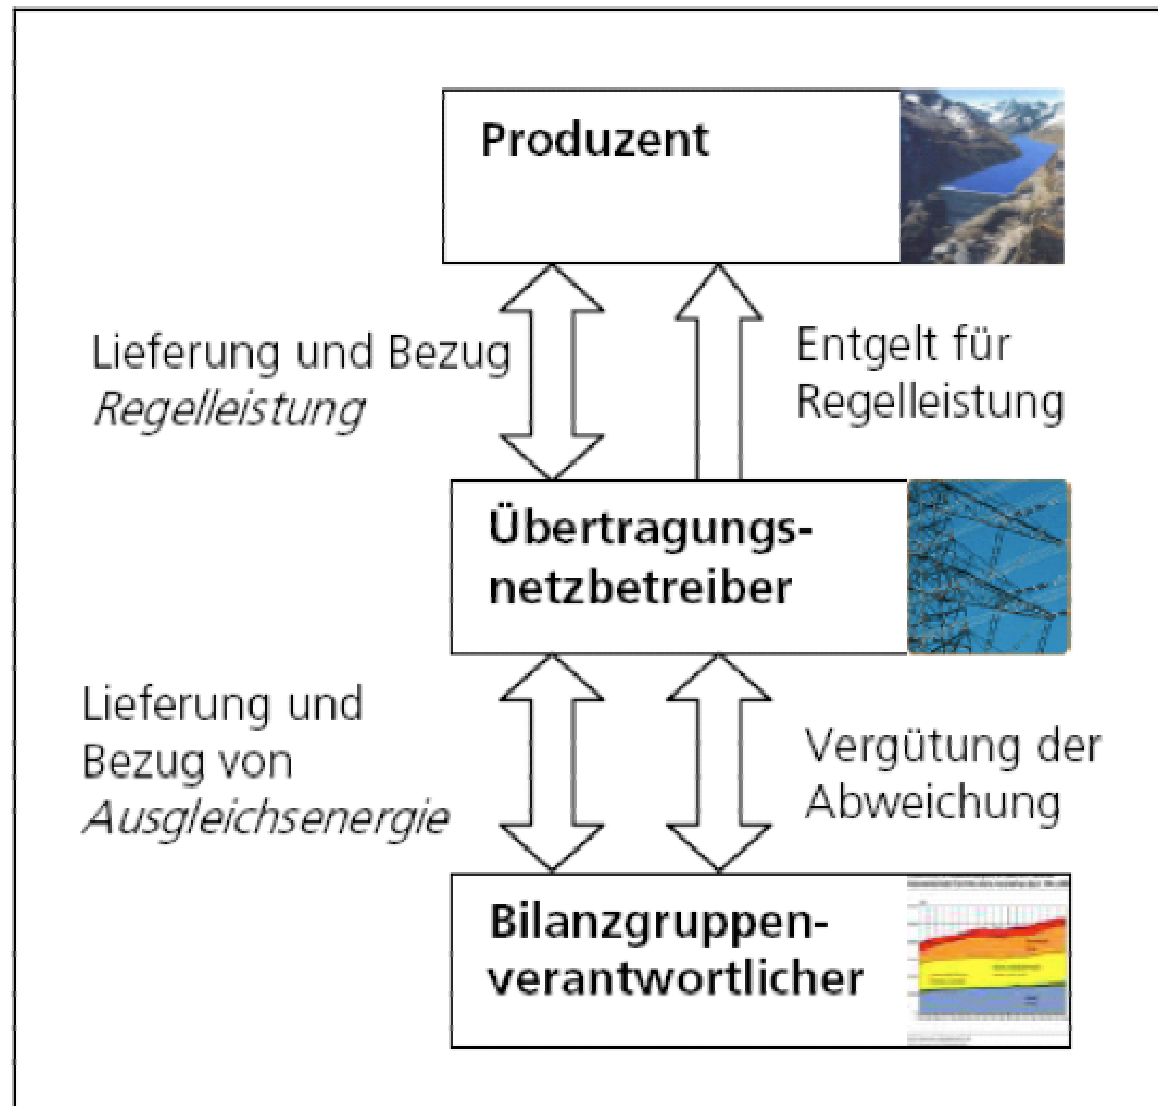 Produzent
Lieferung und Bezug
Regelleistung
Entgelt für
Regelleistung
Übertragungs-
netzbetreiber
Lieferung und
Bezug von
Ausgleichsenergie
Vergütung der
Abweichung
Bilanzgruppen-
verantwortlicher